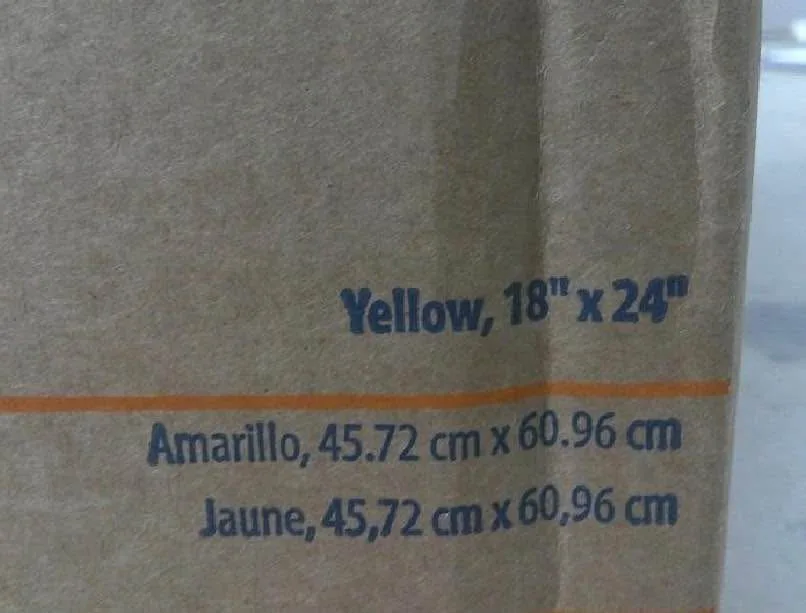 Yellow, 18" x 24"
Amarillo, 45.72 cm x 60.96 cm
Jaune, 45,72 cm x 60,96 cm